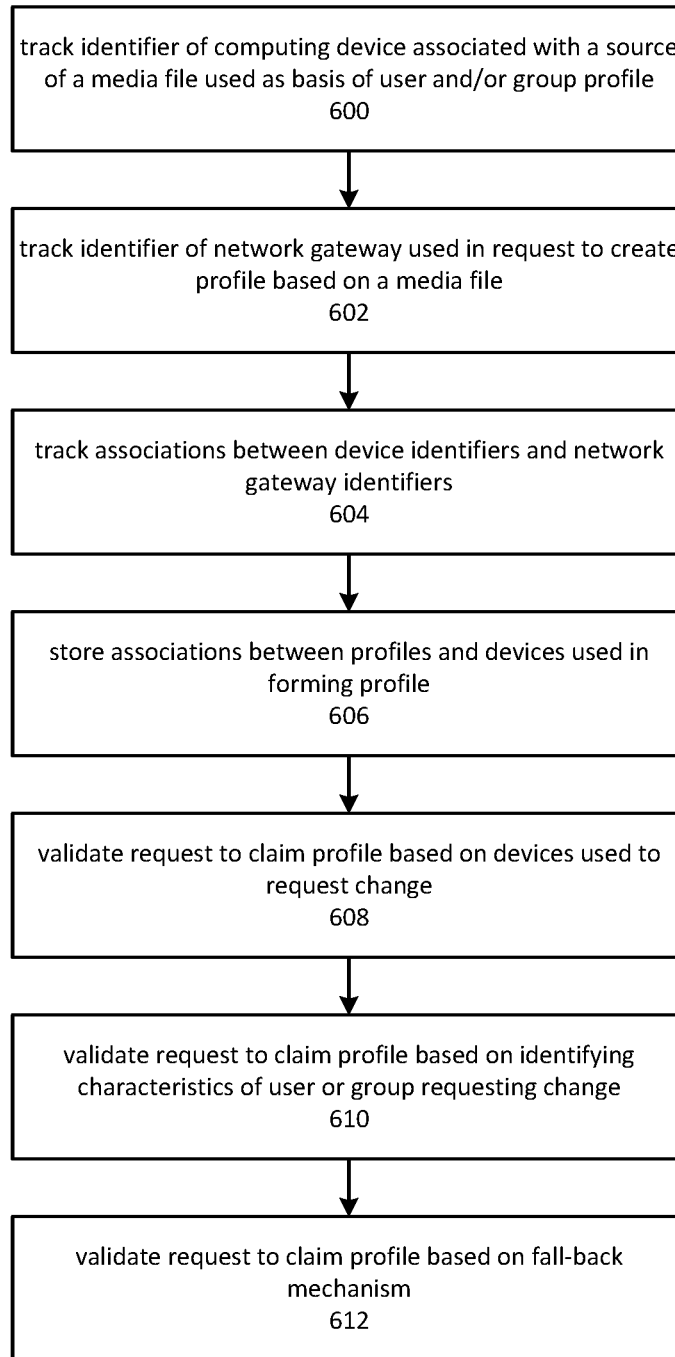 track identifier of computing device associated with a source
of a media file used as basis of user and/or group profile
600
track identifier of network gateway used in request to create
profile based on a media file
602
track associations between device identifiers and network
gateway identifiers
604
store associations between profiles and devices used in
forming profile
606
validate request to claim profile based on devices used to
request change
608
validate request to claim profile based on identifying
characteristics of user or group requesting change
610
validate request to claim profile based on fall-back
mechanism
612